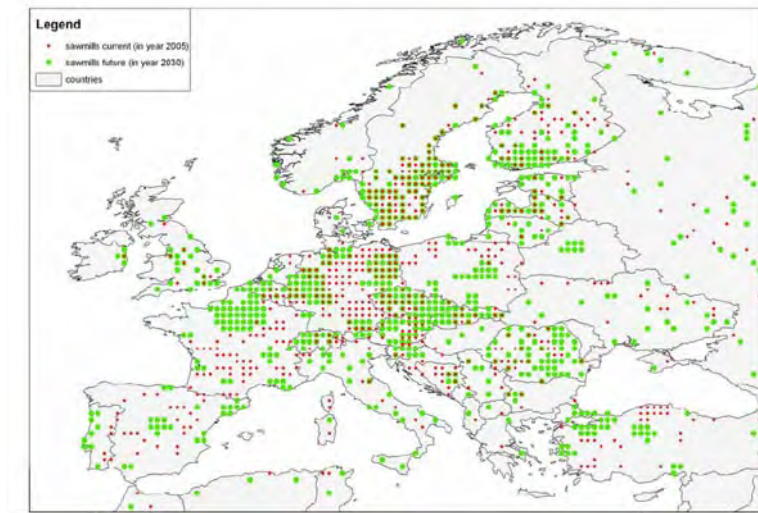 Legend
sawmills current (in year 2005)
sawmills future (in year 2030)
countries